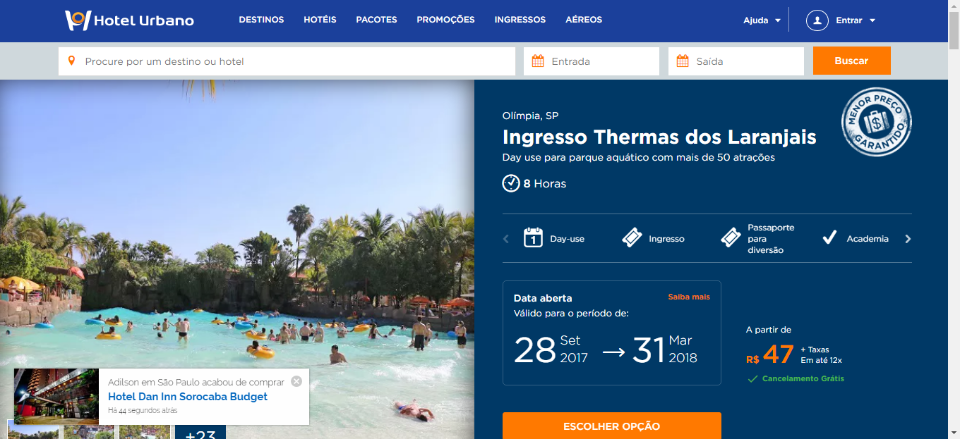 Hotel Urbano
DESTINOS HOTÉIS PACOTES PROMOÇÕES INGRESSOS AÉREOS
Ajuda
Entrar
Procure por um destino ou hotel
Entrada
Saída
Buscar
MENOR PREÇO
GARANTIDO
Olímpia, SP
Ingresso Thermas dos Laranjais
Day use para parque aquático com mais de 50 atrações
8 Horas
1
Day-use
Ingresso
Passaporte
para
diversão
Academia
Data aberta
Saiba mais
Válido para o período de:
28 Set
2017
31 Mar
2018
A partir de
R$ 47
+ Taxas
Em até 12x
Cancelamento Grátis
ESCOLHER OPÇÃO
Adilson em São Paulo acabou de comprar
Hotel Dan Inn Sorocaba Budget
Há 44 segundos atrás
+23